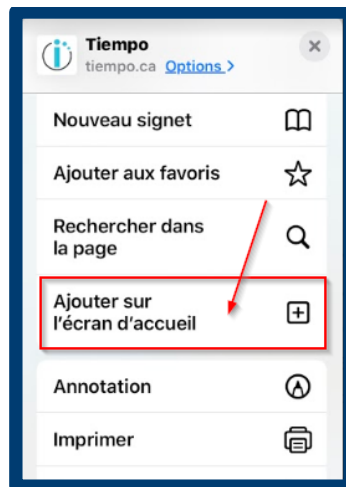 Tiempo
tiempo.ca Options >
Nouveau signet
Ajouter aux favoris
Rechercher dans
la page
Ajouter sur
l'écran d'accueil
Annotation
Imprimer